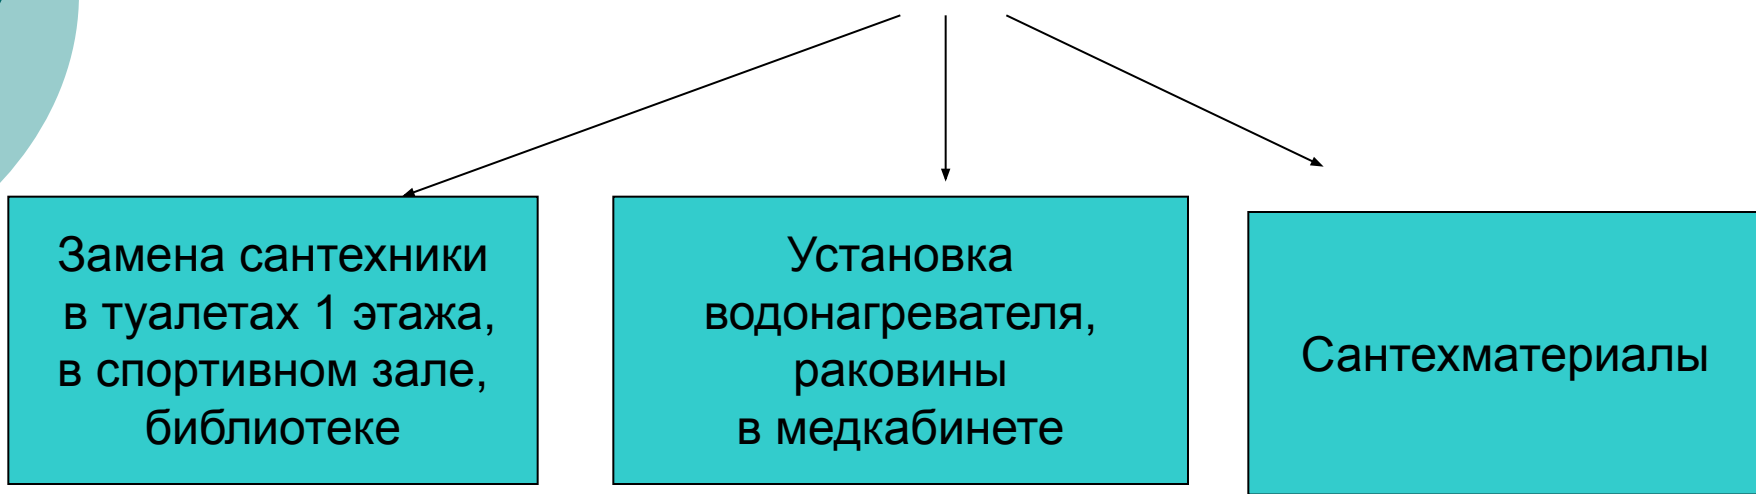 Замена сантехники
в туалетах 1 этажа,
в спортивном зале,
библиотеке
Установка
водонагревателя,
раковины
в медкабинете
Сантехматериалы